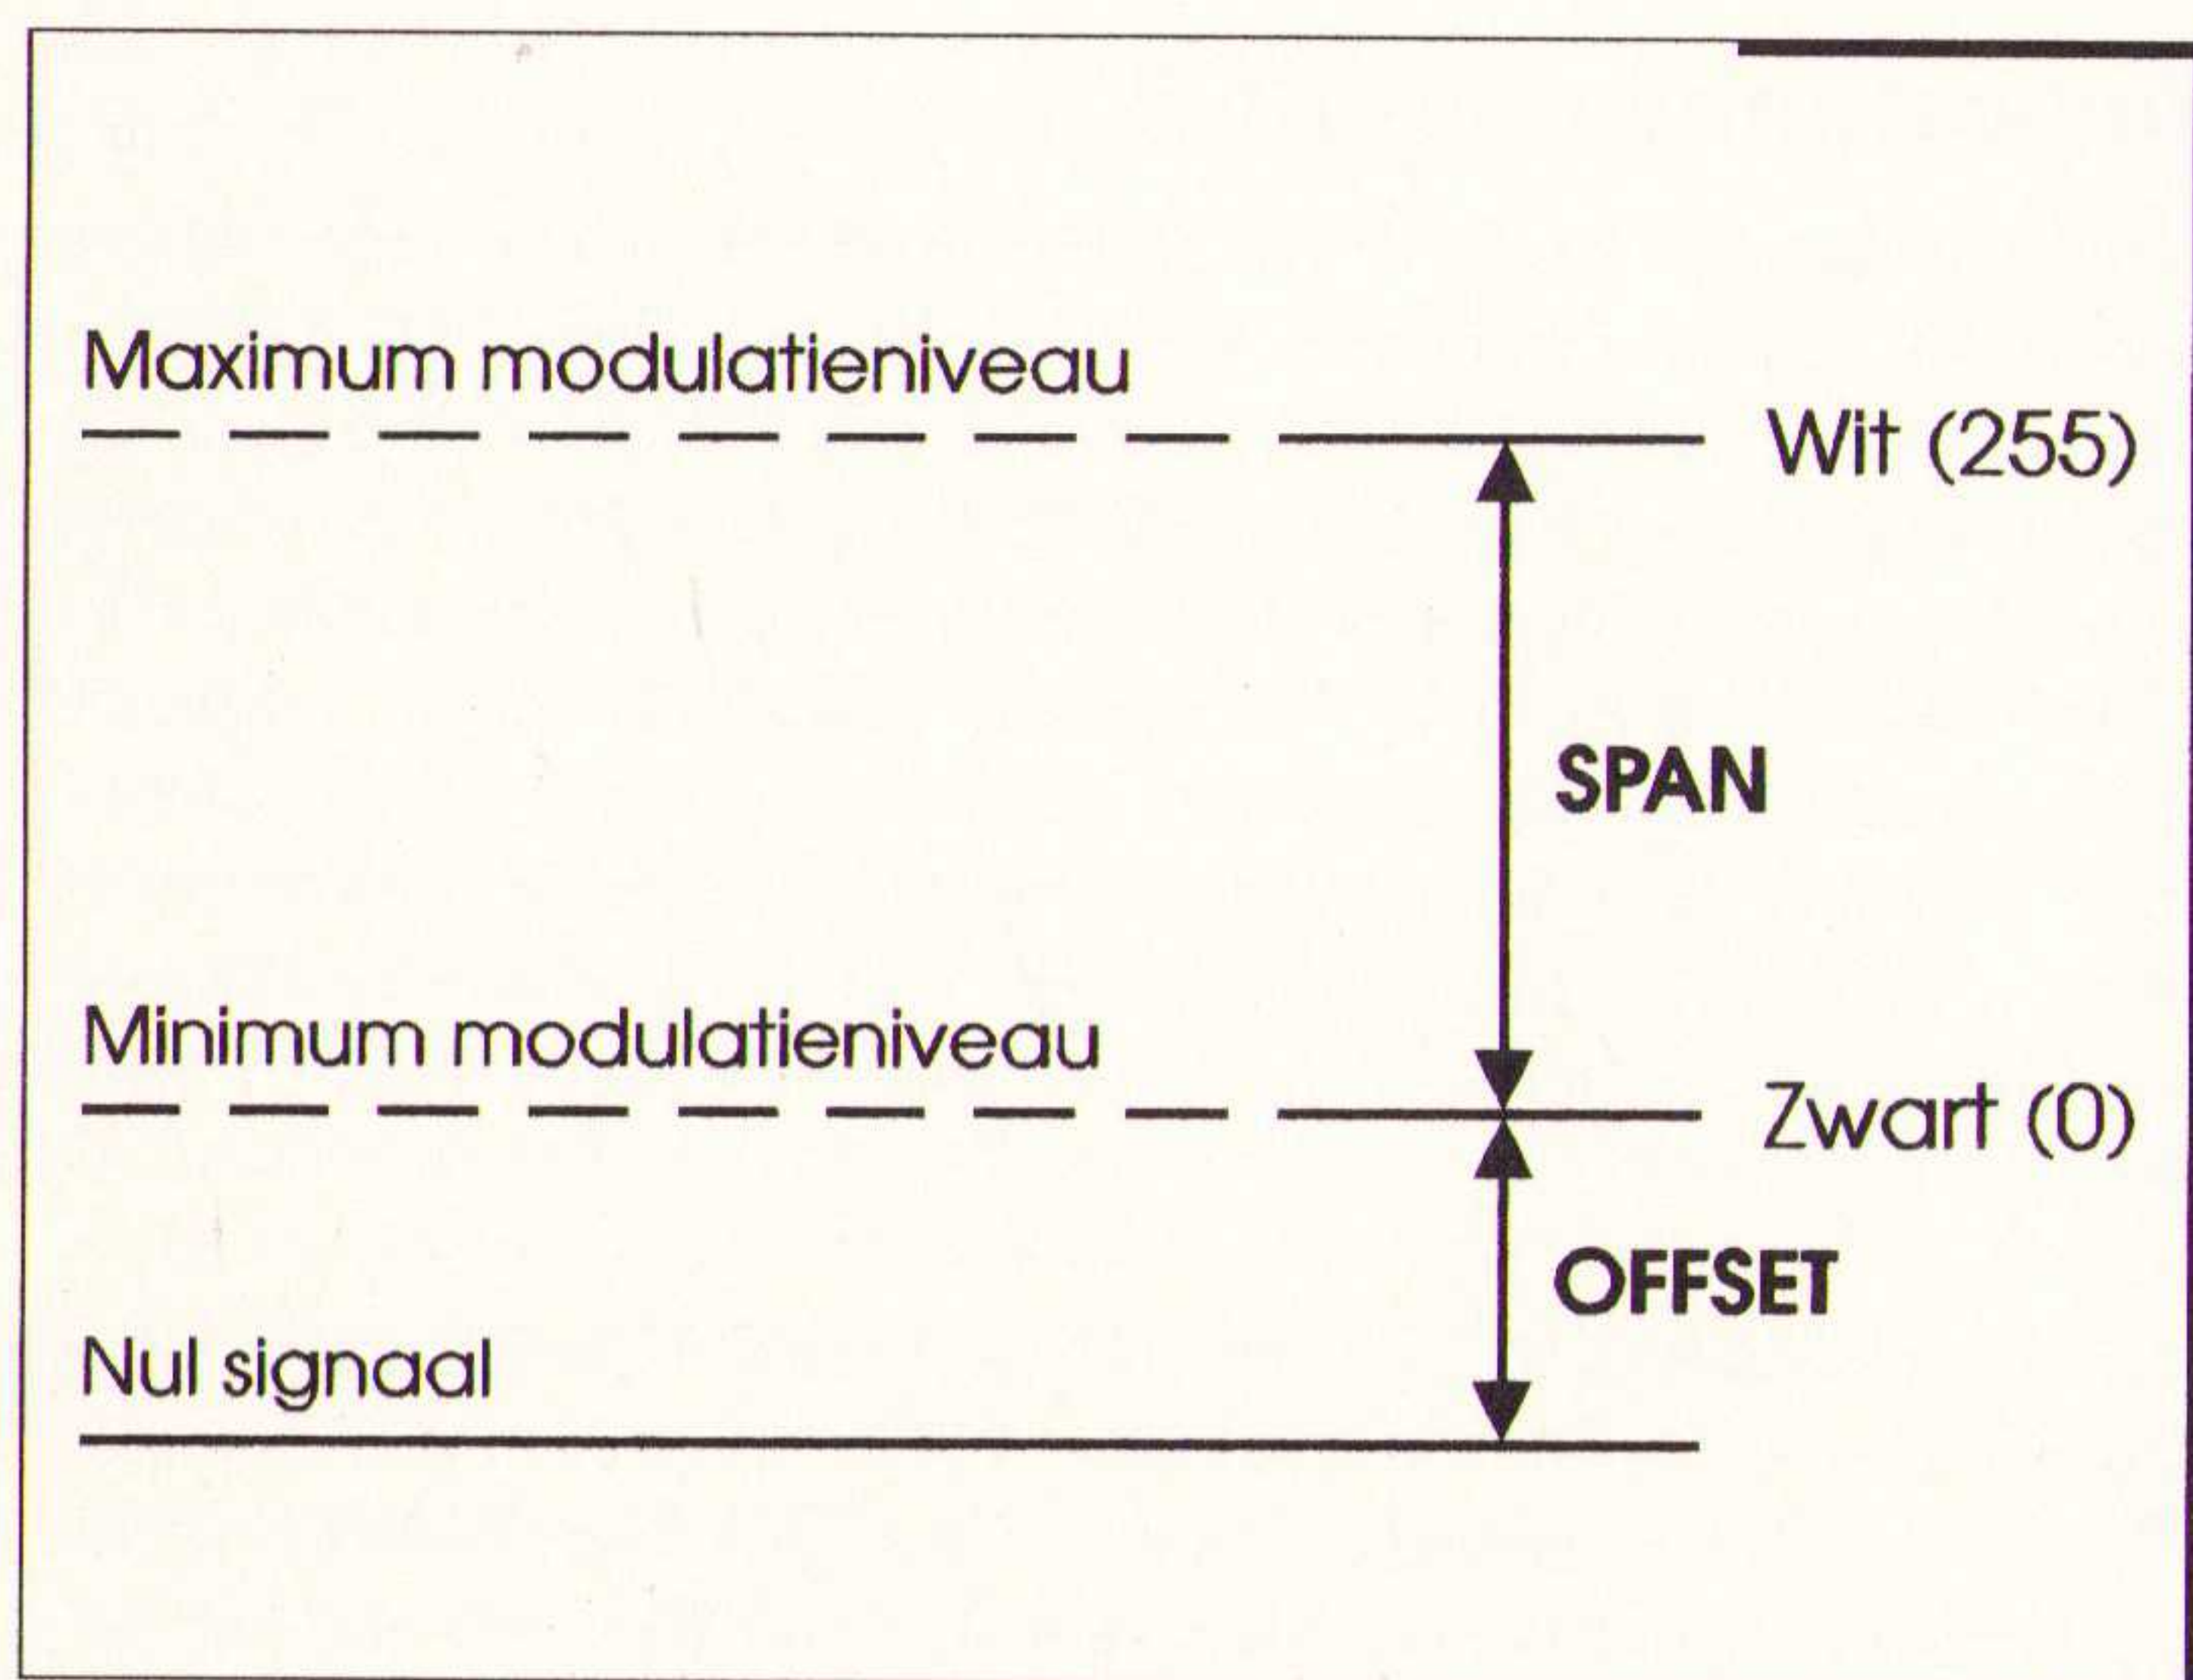 Maximum modulatieniveau
Wit (255)
SPAN
Minimum modulatieniveau
Zwart (0)
OFFSET
Nul signaal